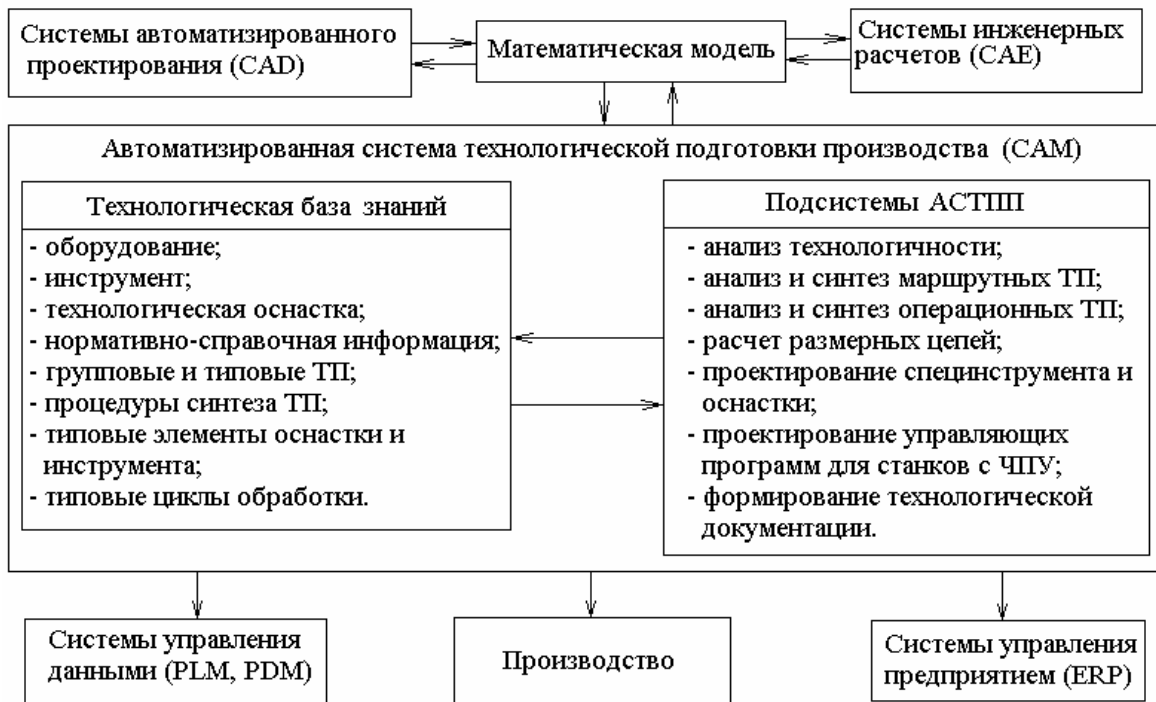 Системы автоматизированного
проектирования (CAD)
Математическая модель
Системы инженерных
расчетов (CAE)
Автоматизированная система технологической подготовки производства (CAM)
Технологическая база знаний
- оборудование;
- инструмент;
- технологическая оснастка;
- нормативно-справочная информация;
- групповые и типовые ТП;
- процедуры синтеза ТП;
- типовые элементы оснастки и
инструмента;
- типовые циклы обработки.
Подсистемы АСТПП
- анализ технологичности;
- анализ и синтез маршрутных ТП;
- анализ и синтез операционных ТП;
- расчет размерных цепей;
- проектирование специнструмента и
оснастки;
- проектирование управляющих
программ для станков с ЧПУ;
- формирование технологической
документации.
Системы управления
данными (PLM, PDM)
Производство
Системы управления
предприятием (ERP)